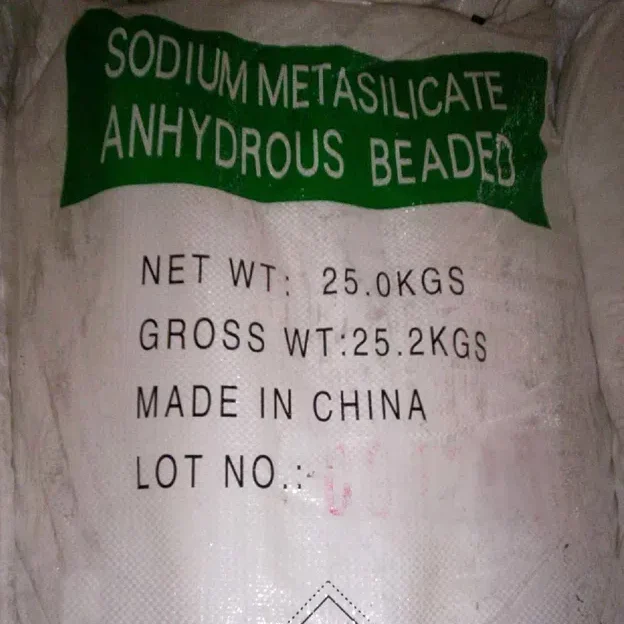 SODIUM METASILICATE
ANHYDROUS BEADED
NET WT: 25.0KGS
GROSS WT:25.2KGS
MADE IN CHINA
LOT NO.: